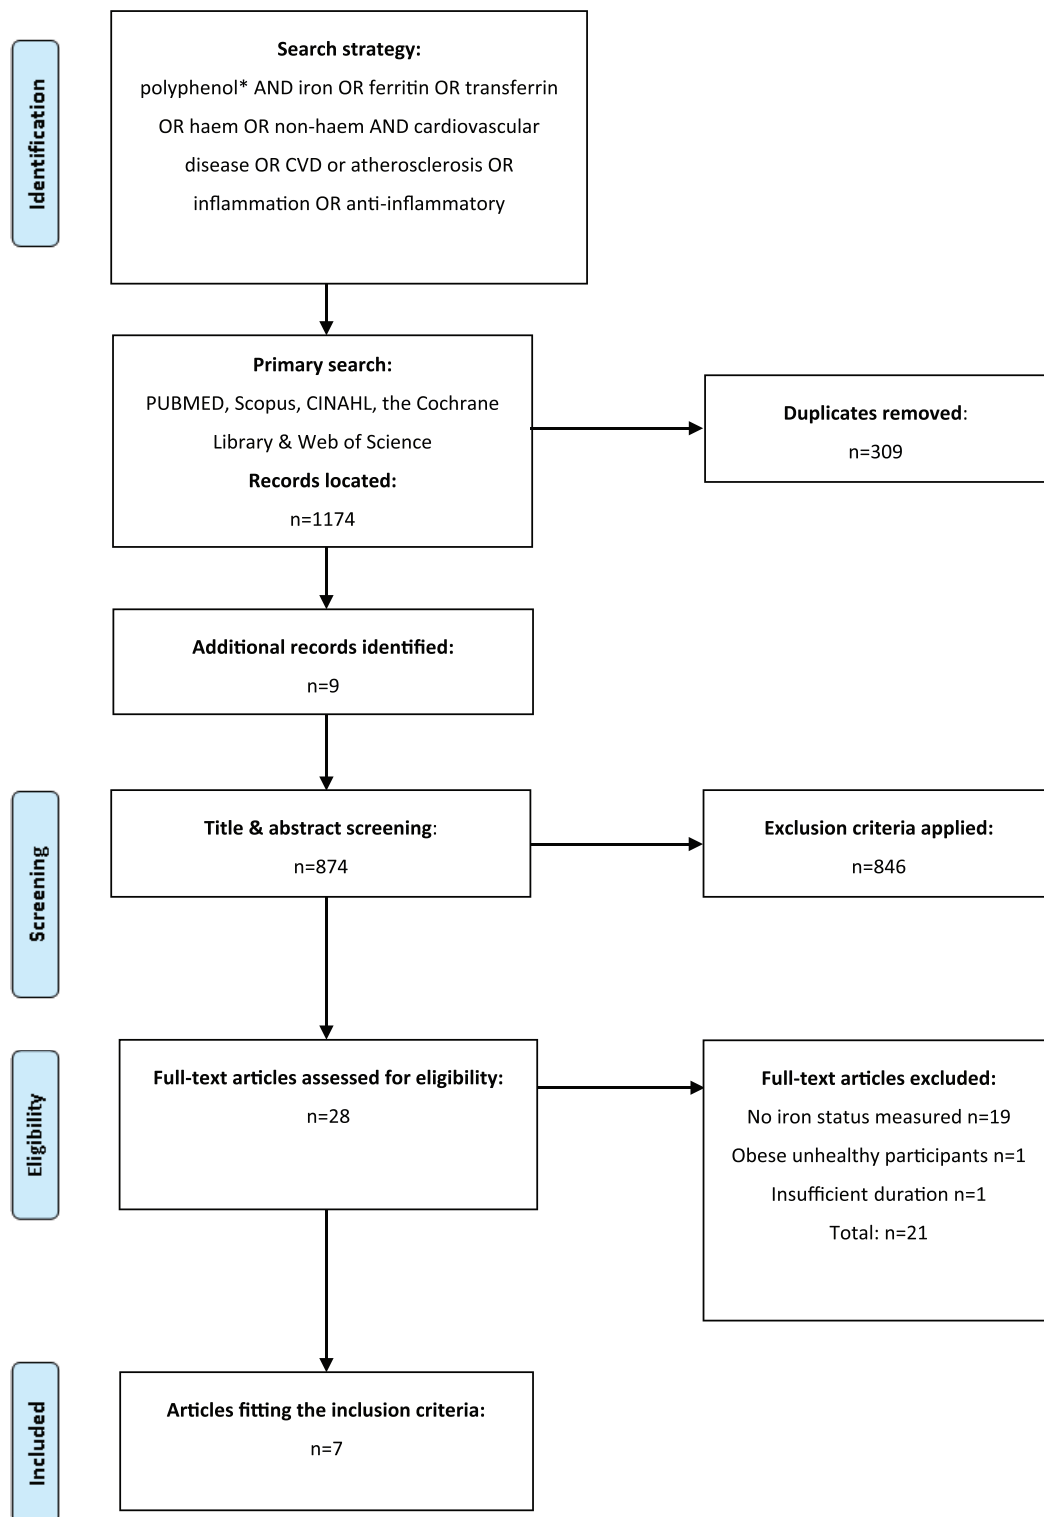 Identification
Search strategy:
polyphenol* AND iron OR ferritin OR transferrin
OR haem OR non-haem AND cardiovascular
disease OR CVD or atherosclerosis OR
inflammation OR anti-inflammatory
Primary search:
PUBMED, Scopus, CINAHL, the Cochrane
Library & Web of Science
Records located:
n=1174
Duplicates removed:
n=309
Additional records identified:
n=9
Screening
Title & abstract screening:
n=874
Exclusion criteria applied:
n=846
Eligibility
Full-text articles assessed for eligibility:
n=28
Full-text articles excluded:
No iron status measured n=19
Obese unhealthy participants n=1
Insufficient duration n=1
Total: n=21
Included
Articles fitting the inclusion criteria:
n=7